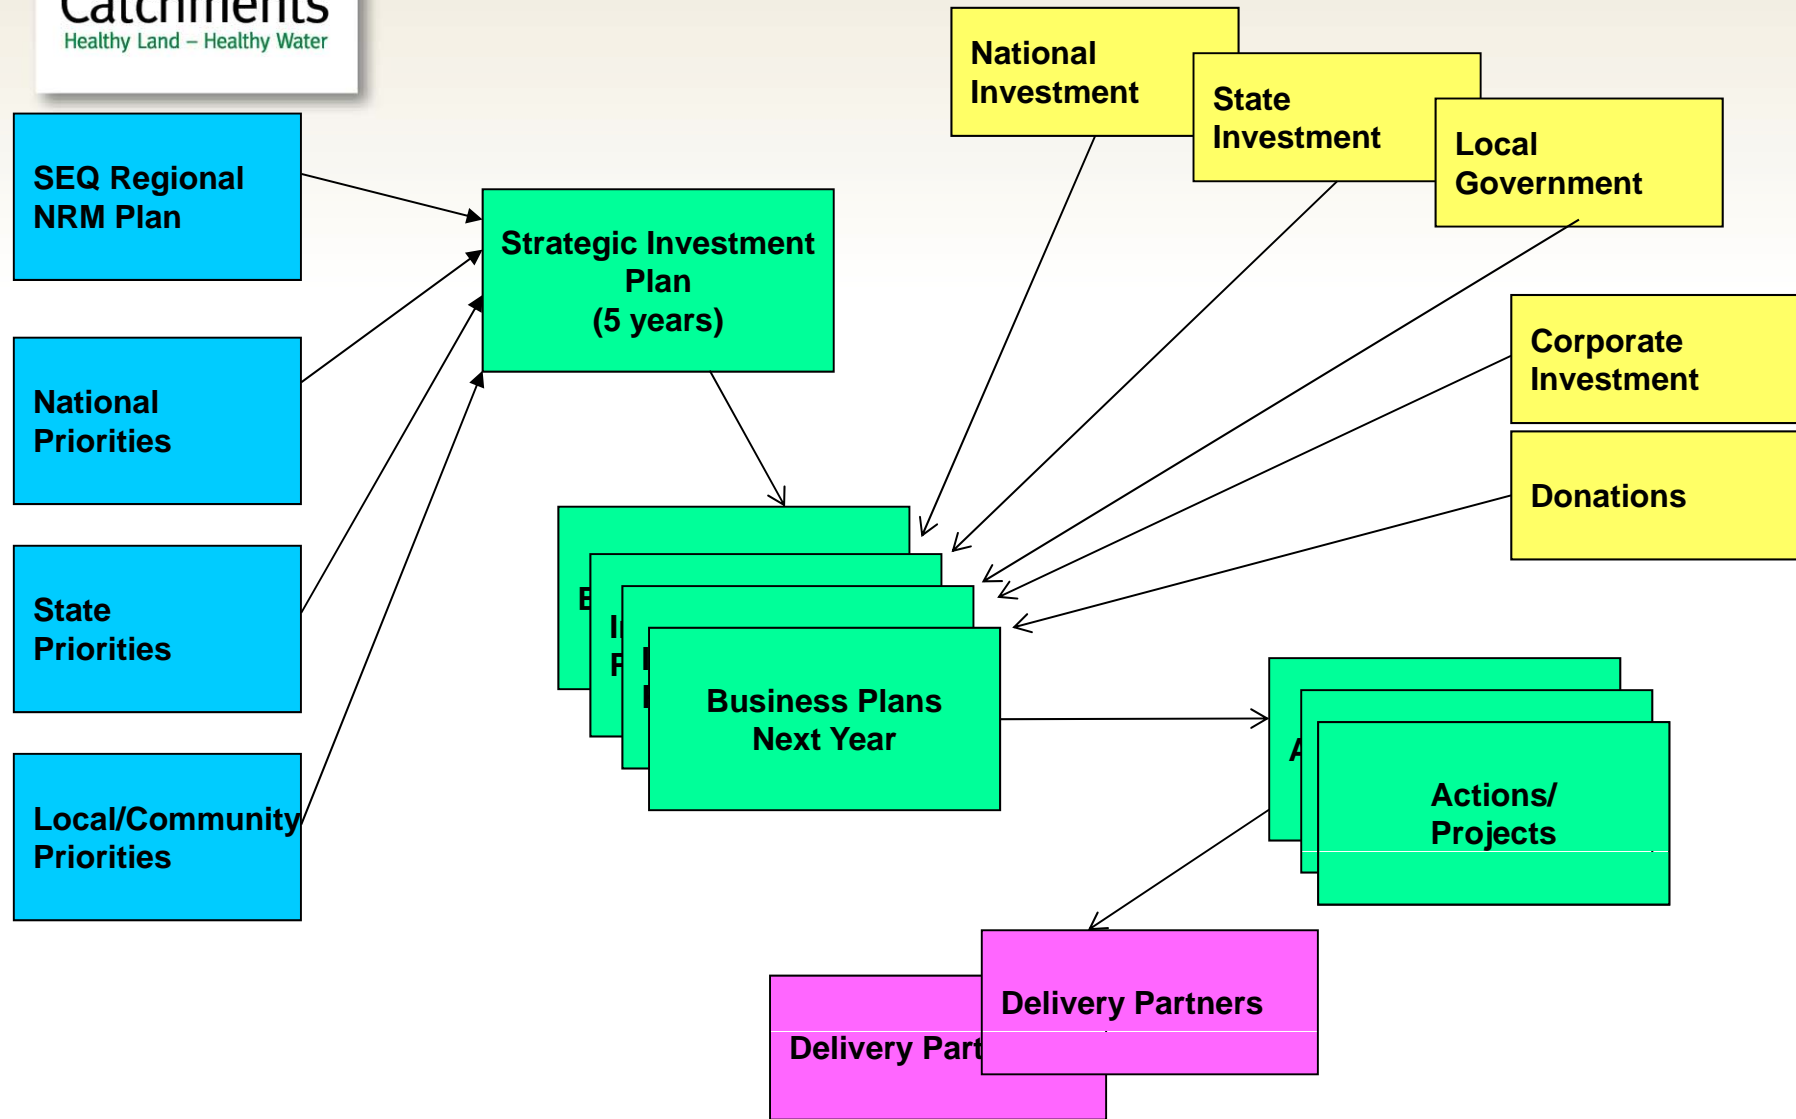 Catchments
Healthy Land – Healthy Water
National
Investment
State
Investment
Local
Government
SEQ Regional
NRM Plan
Strategic Investment
Plan
(5 years)
Corporate
Investment
National
Priorities
Donations
State
Priorities
Business Plans
Next Year
Local/Community
Priorities
Actions/
Projects
Delivery Partners
Delivery Part